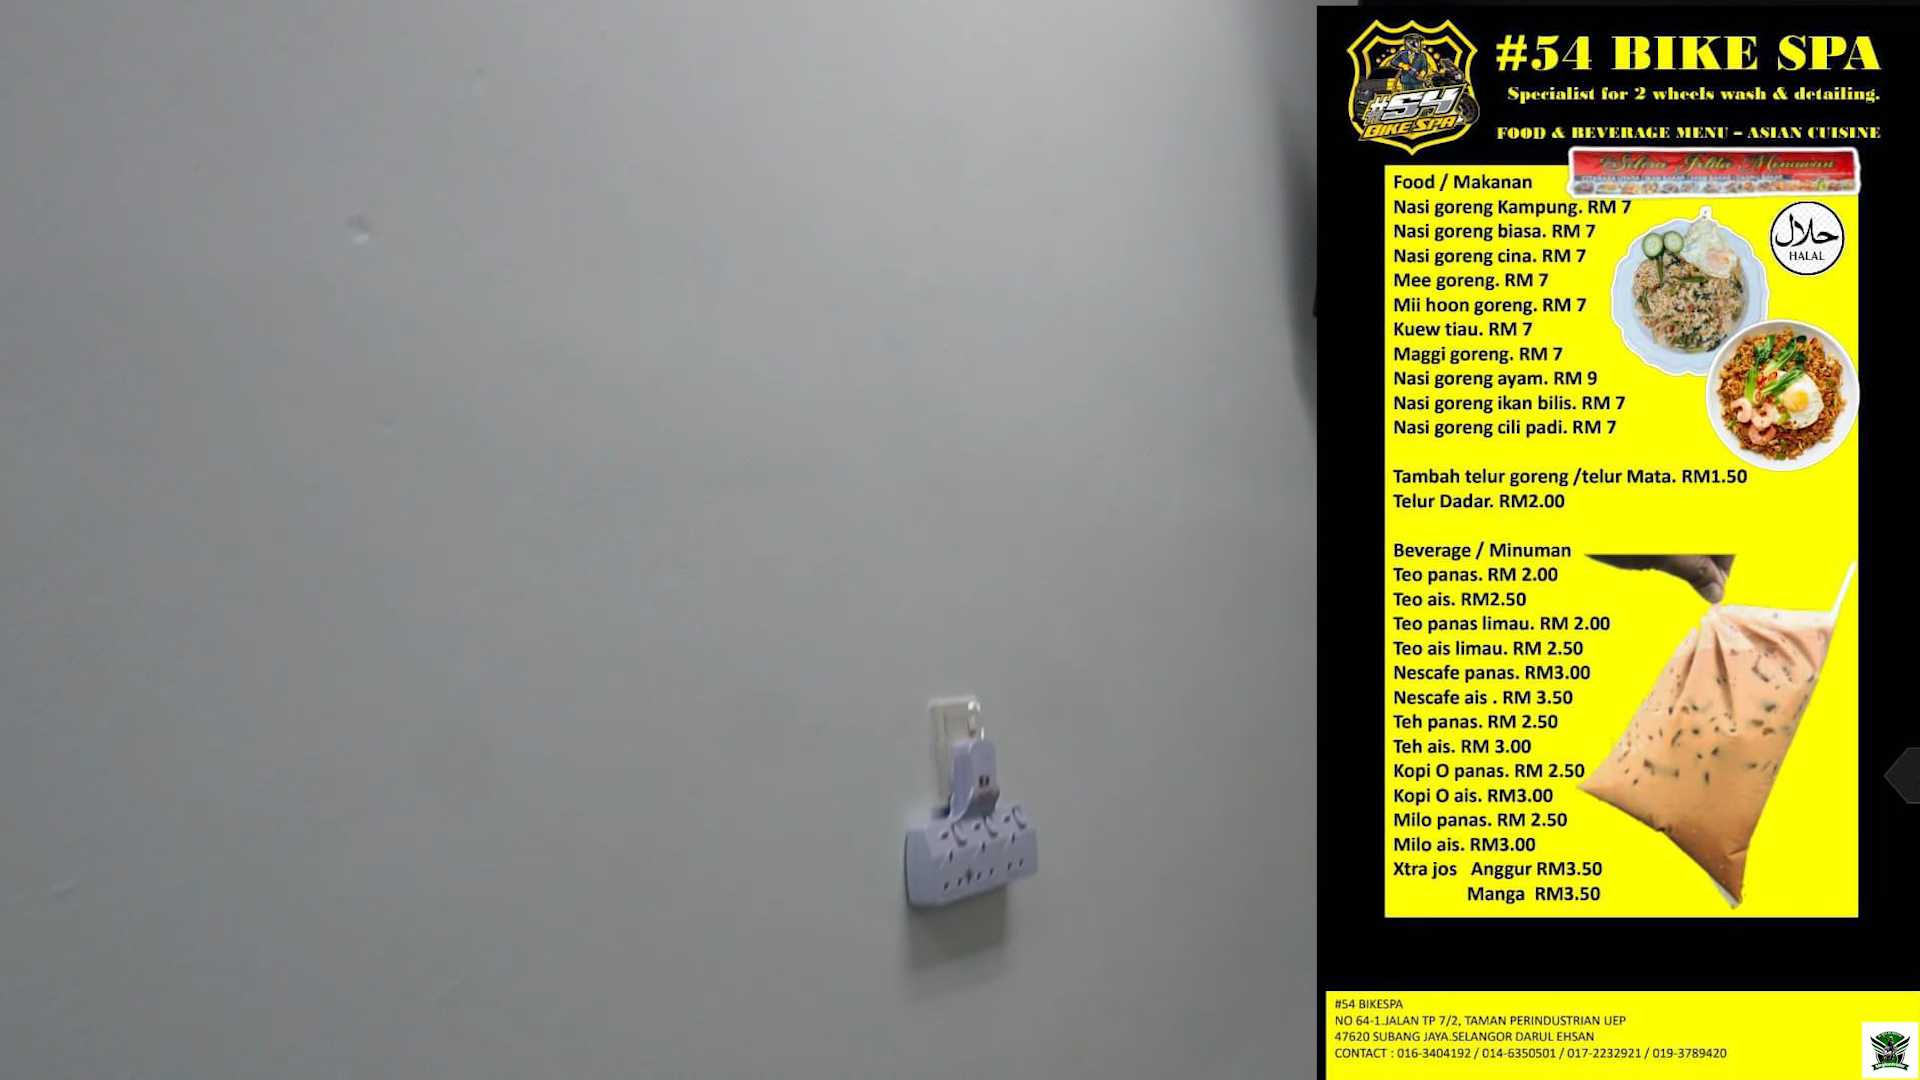 #54 BIKE SPA
Specialist for 2 wheels wash & detailing.
FOOD & BEVERAGE MENU – ASIAN CUISINE
#54
BIKE SPA
Selera Jelita Menawan
Food / Makanan
Nasi goreng Kampung. RM 7
Nasi goreng biasa. RM 7
Nasi goreng cina. RM 7
Mee goreng. RM 7
Mii hoon goreng. RM 7
Kuew tiau. RM 7
Maggi goreng. RM 7
Nasi goreng ayam. RM 9
Nasi goreng ikan bilis. RM 7
Nasi goreng cili padi. RM 7
حلال
HALAL
Tambah telur goreng /telur Mata. RM1.50
Telur Dadar. RM2.00
Beverage / Minuman
Teo panas. RM 2.00
Teo ais. RM2.50
Teo panas limau. RM 2.00
Teo ais limau. RM 2.50
Nescafe panas. RM3.00
Nescafe ais . RM 3.50
Teh panas. RM 2.50
Teh ais. RM 3.00
Kopi O panas. RM 2.50
Kopi O ais. RM3.00
Milo panas. RM 2.50
Milo ais. RM3.00
Xtra jos Anggur RM3.50
Manga RM3.50
#54 BIKESPA
NO 64-1.JALAN TP 7/2, TAMAN PERINDUSTRIAN UEP
47620 SUBANG JAYA.SELANGOR DARUL EHSAN
CONTACT : 016-3404192 / 014-6350501 / 017-2232921 / 019-3789420